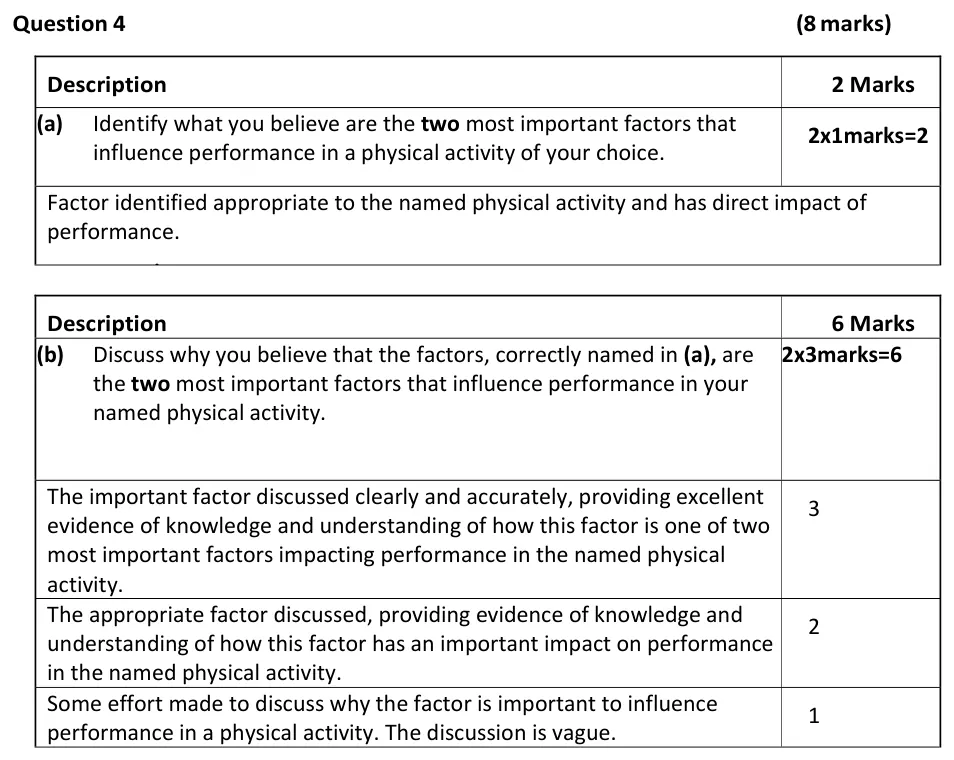 Question 4 (8 marks)
Description 2 Marks
(a) Identify what you believe are the two most important factors that
influence performance in a physical activity of your choice.
2x1marks=2
Factor identified appropriate to the named physical activity and has direct impact of
performance.
Description 6 Marks
(b) Discuss why you believe that the factors, correctly named in (a), are
the two most important factors that influence performance in your
named physical activity.
2x3marks=6
The important factor discussed clearly and accurately, providing excellent
evidence of knowledge and understanding of how this factor is one of two
most important factors impacting performance in the named physical
activity.
3
The appropriate factor discussed, providing evidence of knowledge and
understanding of how this factor has an important impact on performance
in the named physical activity.
2
Some effort made to discuss why the factor is important to influence
performance in a physical activity. The discussion is vague.
1